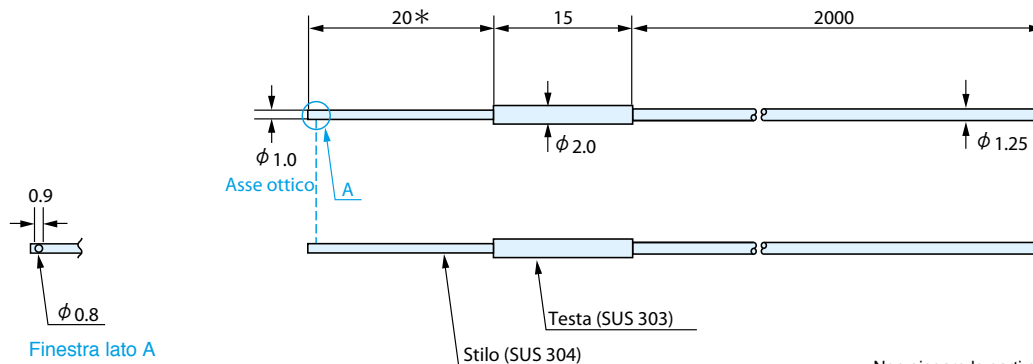 20* 15 2000
φ1.0 φ2.0 φ1.25
Asse ottico A
0.9
φ0.8
Finestra lato A
Testa (SUS 303)
Stilo (SUS 304)